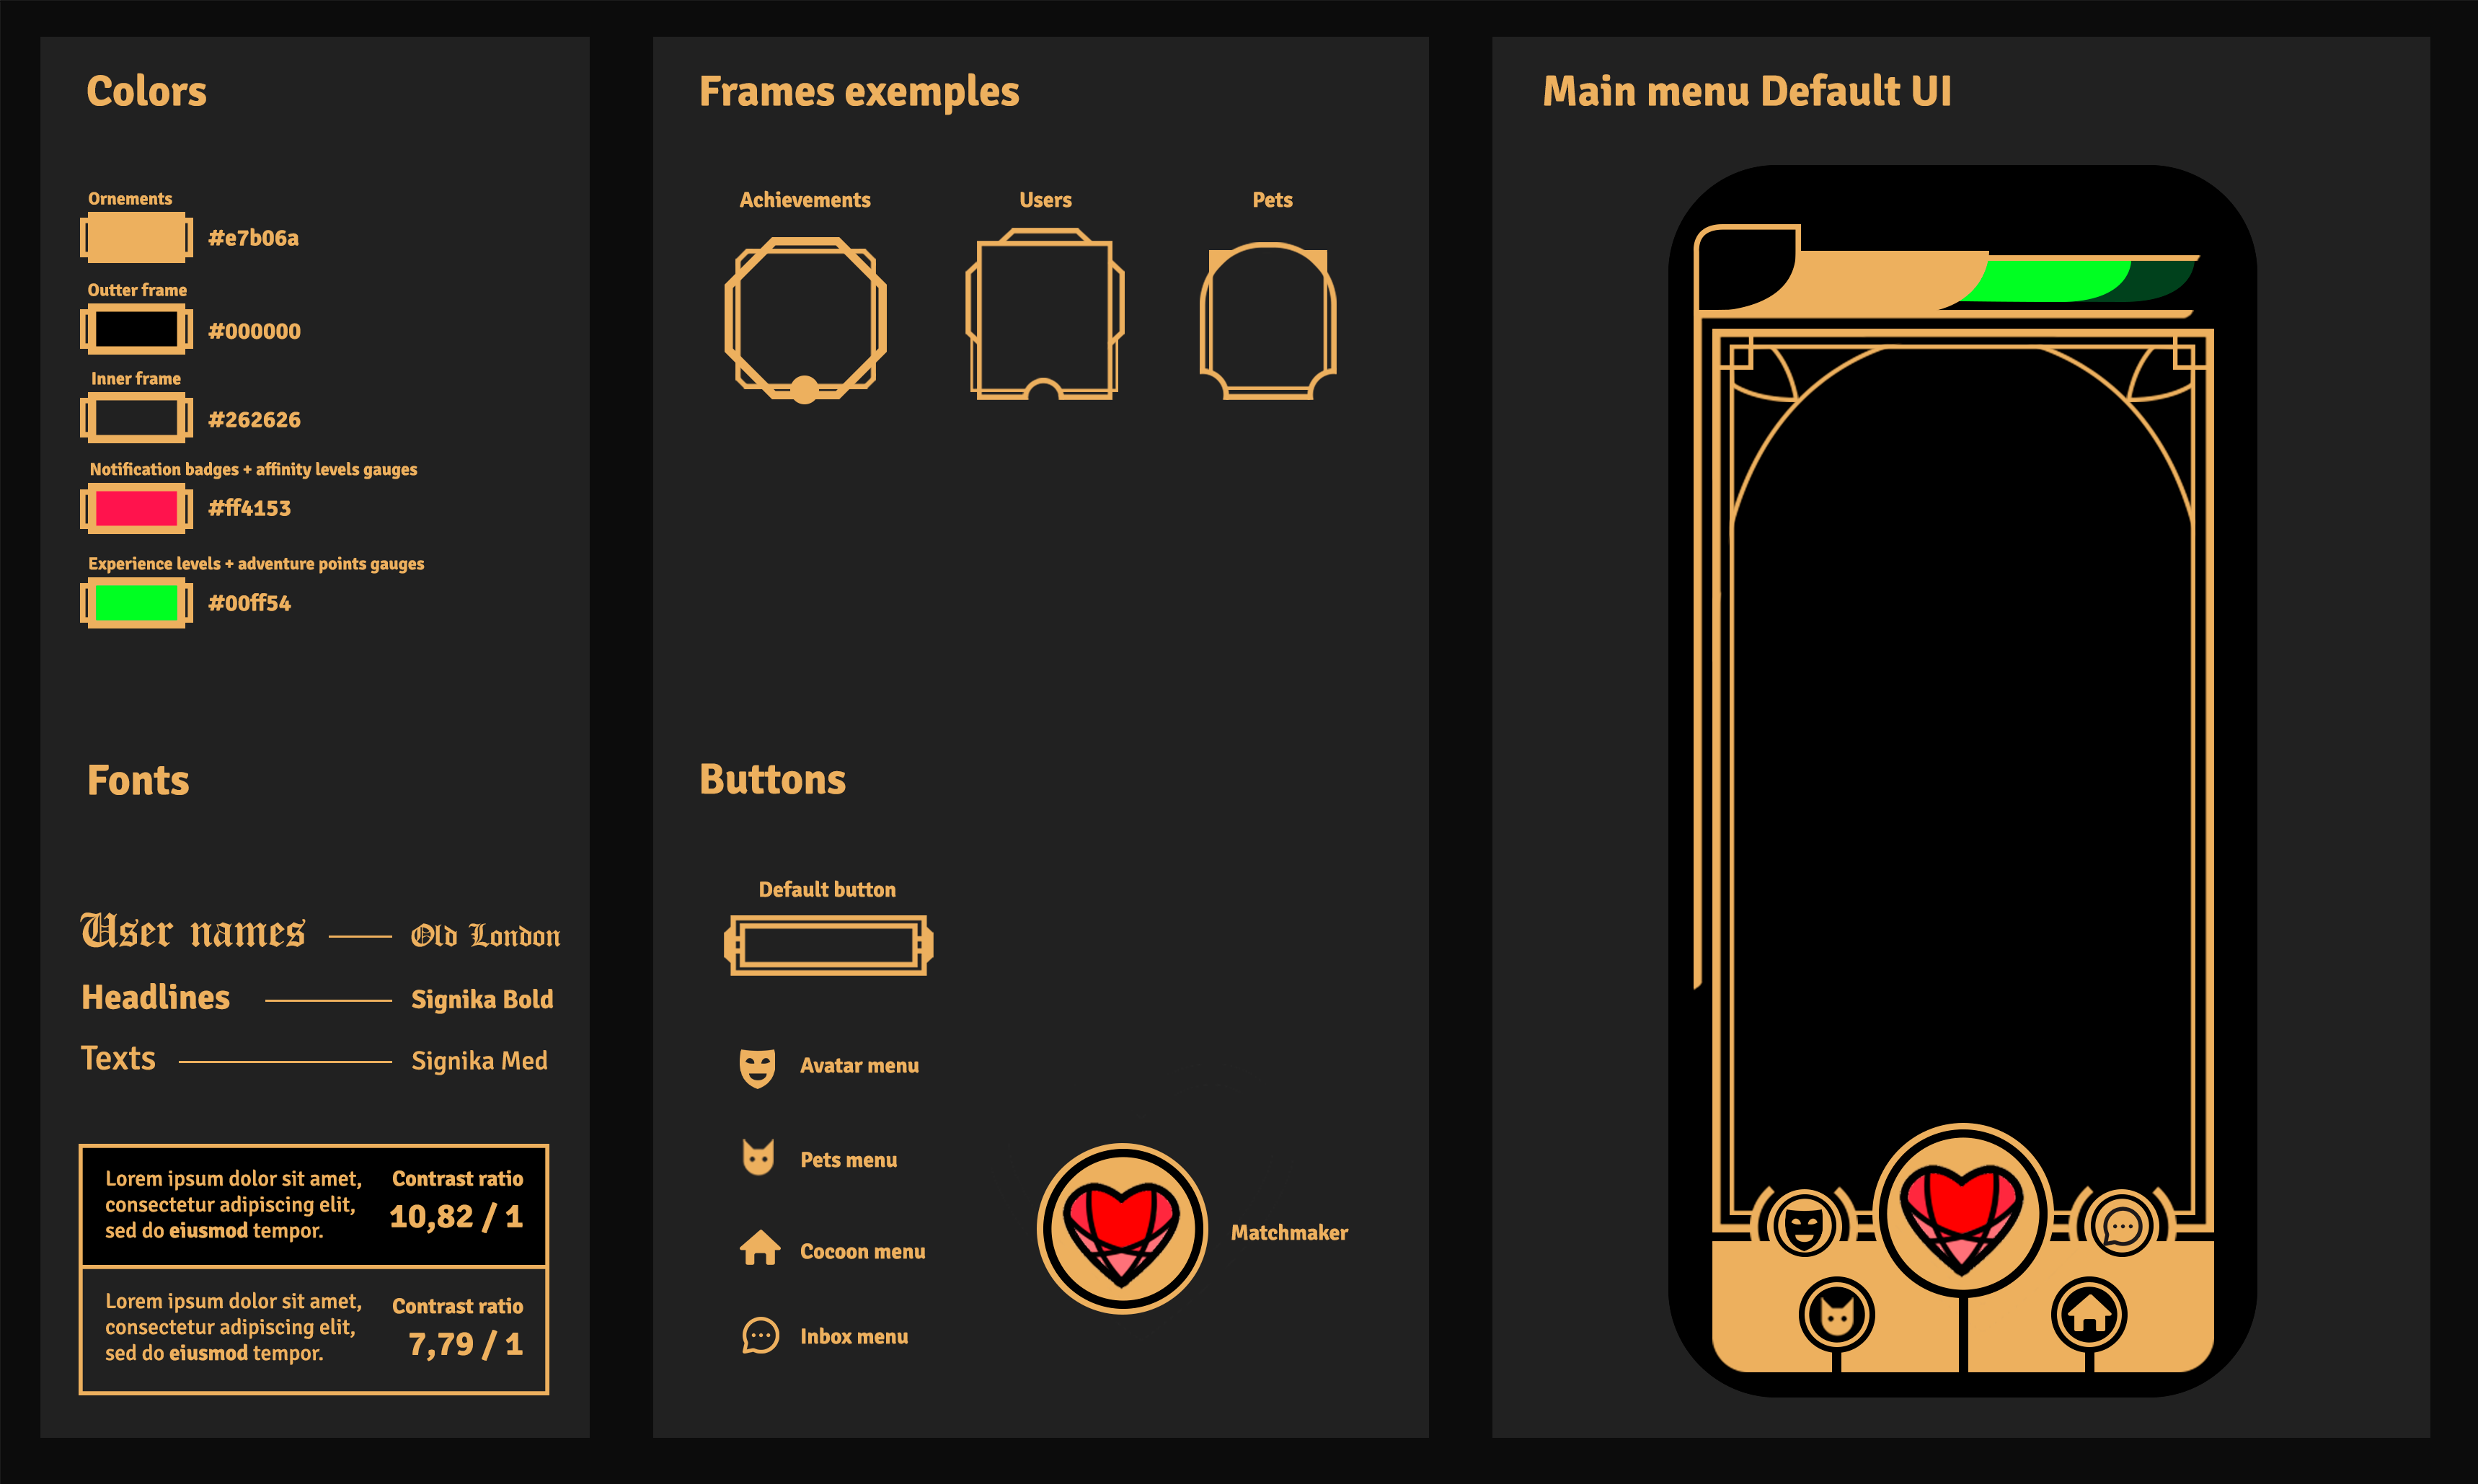 Colors
Ornements
#e7b06a
Outter frame
#000000
Inner frame
#262626
Notification badges + affinity levels gauges
#ff4153
Experience levels + adventure points gauges
#00ff54
Fonts
User names
Old London
Headlines
Signika Bold
Texts
Signika Med
Lorem ipsum dolor sit amet,
consectetur adipiscing elit,
sed do eiusmod tempor.
Contrast ratio
10,82 / 1
Lorem ipsum dolor sit amet,
consectetur adipiscing elit,
sed do eiusmod tempor.
Contrast ratio
7,79 / 1
Frames exemples
Achievements
Users
Pets
Buttons
Default button
Avatar menu
Pets menu
Cocoon menu
Inbox menu
Matchmaker
Main menu Default UI